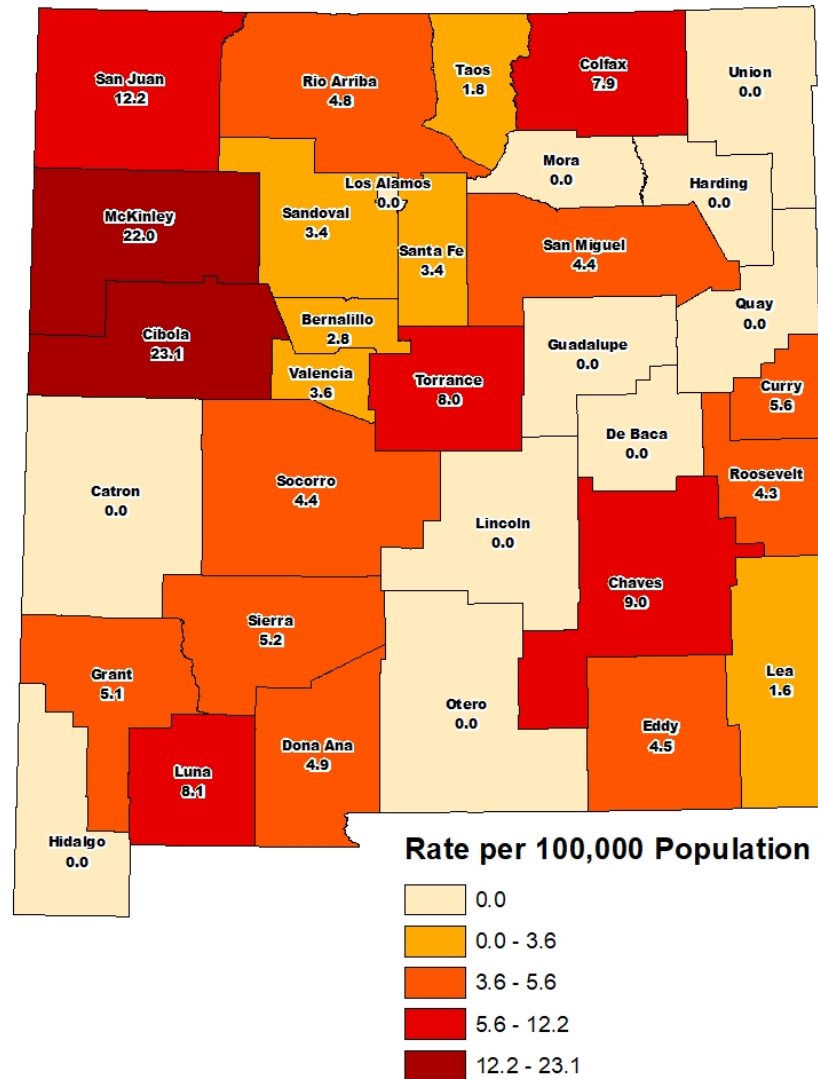 San Juan
12.2
Rio Arriba
4.8
Taos
1.8
Colfax
7.9
Union
0.0
Mora
0.0
Harding
0.0
Los Alamos
0.0
McKinley
22.0
Sandoval
3.4
Santa Fe
3.4
San Miguel
4.4
Quay
0.0
Cibola
23.1
Bernalillo
2.8
Guadalupe
0.0
Valencia
3.6
Torrance
8.0
Curry
5.6
De Baca
0.0
Roosevelt
4.3
Catron
0.0
Socorro
4.4
Lincoln
0.0
Chaves
9.0
Sierra
5.2
Grant
5.1
Lea
1.6
Otero
0.0
Eddy
4.5
Dona Ana
4.9
Luna
8.1
Hidalgo
0.0
Rate per 100,000 Population
0.0
0.0 - 3.6
3.6 - 5.6
5.6 - 12.2
12.2 - 23.1